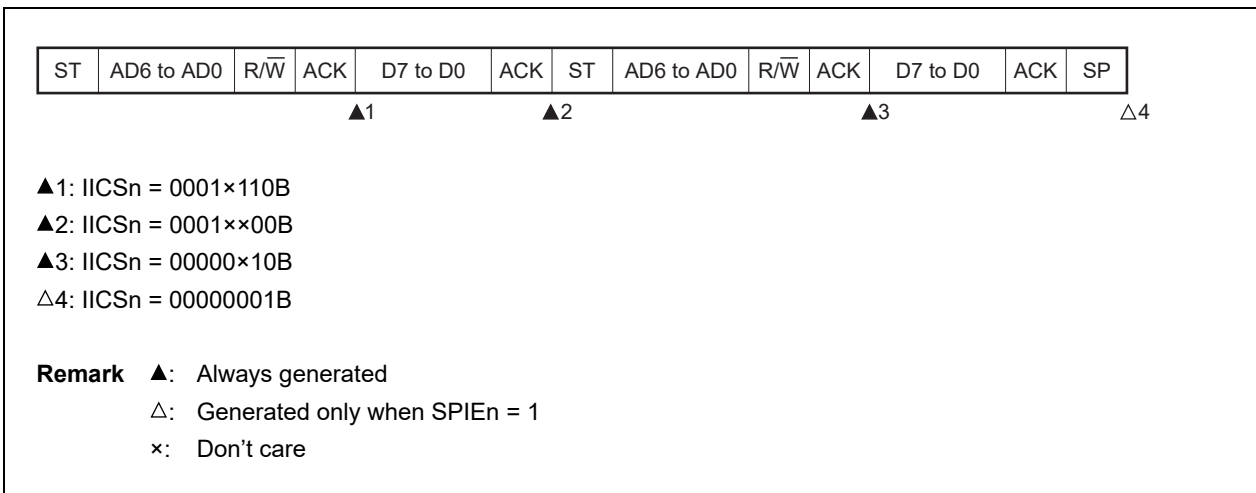 ST AD6 to AD0 R/W̅ ACK D7 to D0 ACK ST AD6 to AD0 R/W̅ ACK D7 to D0 ACK SP
▲1 ▲2 ▲3 △4
▲1: IICSn = 0001×110B
▲2: IICSn = 0001××00B
▲3: IICSn = 00000×10B
△4: IICSn = 00000001B
Remark ▲: Always generated
△: Generated only when SPIEn = 1
×: Don’t care